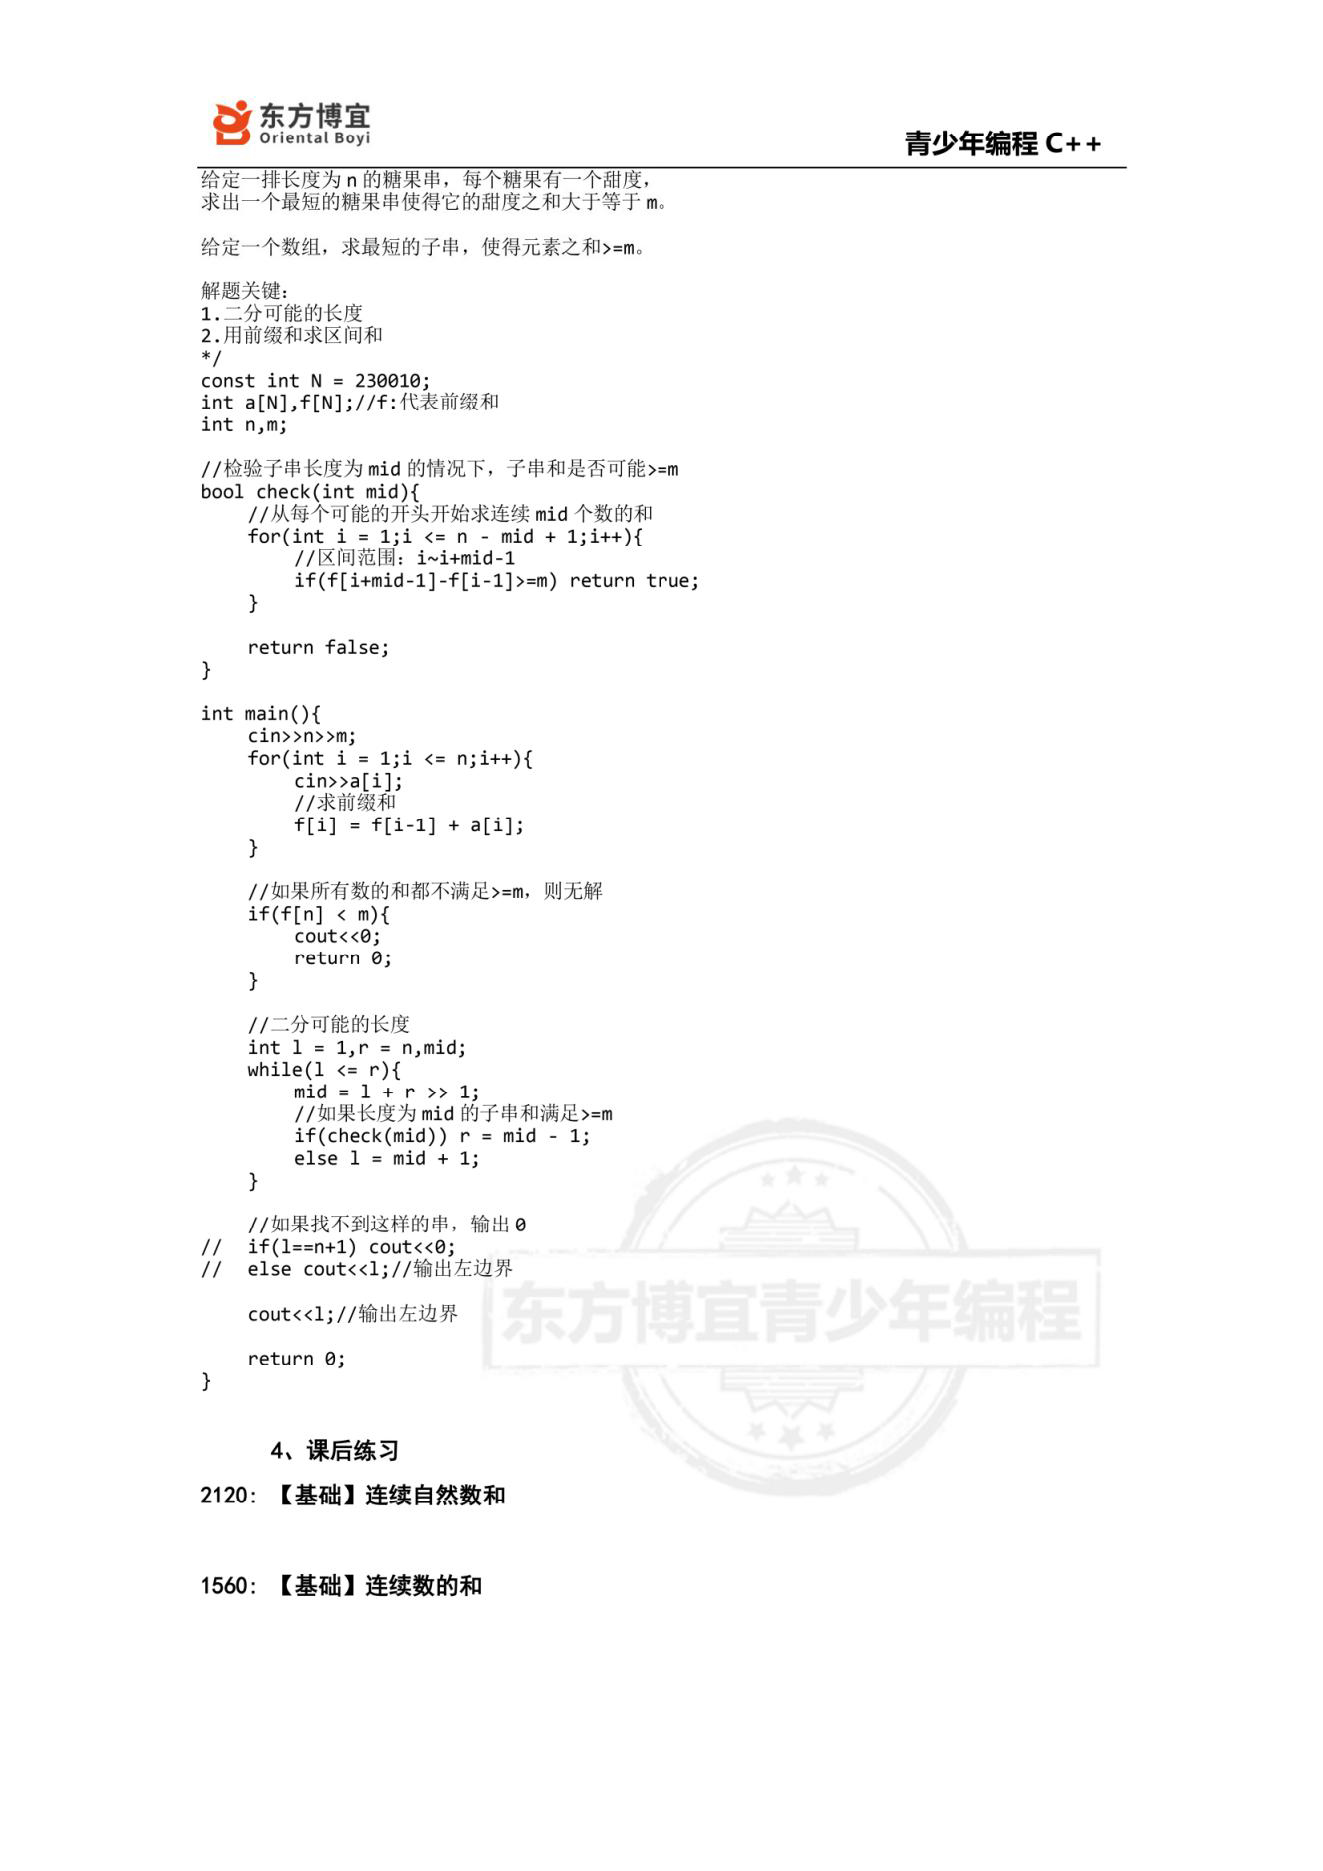 东方博宜
Oriental Boyi
青少年编程 C++
给定一排长度为 n 的糖果串，每个糖果有一个甜度，
求出一个最短的糖果串使得它的甜度之和大于等于 m。
给定一个数组，求最短的子串，使得元素之和>=m。
解题关键：
1.二分可能的长度
2.用前缀和求区间和
*/
const int N = 230010;
int a[N],f[N];//f:代表前缀和
int n,m;
//检验子串长度为 mid 的情况下，子串和是否可能>=m
bool check(int mid){
    //从每个可能的开头开始求连续 mid 个数的和
    for(int i = 1;i <= n - mid + 1;i++){
        //区间范围：i~i+mid-1
        if(f[i+mid-1]-f[i-1]>=m) return true;
    }
    return false;
}
int main(){
    cin>>n>>m;
    for(int i = 1;i <= n;i++){
        cin>>a[i];
        //求前缀和
        f[i] = f[i-1] + a[i];
    }
    //如果所有数的和都不满足>=m，则无解
    if(f[n] < m){
        cout<<0;
        return 0;
    }
    //二分可能的长度
    int l = 1,r = n,mid;
    while(l <= r){
        mid = l + r >> 1;
        //如果长度为 mid 的子串和满足>=m
        if(check(mid)) r = mid - 1;
        else l = mid + 1;
    }
    //如果找不到这样的串，输出 0
//  if(l==n+1) cout<<0;
//  else cout<<l;//输出左边界
    cout<<l;//输出左边界
    return 0;
}
东方博宜青少年编程
4、课后练习
2120: 【基础】连续自然数和
1560: 【基础】连续数的和